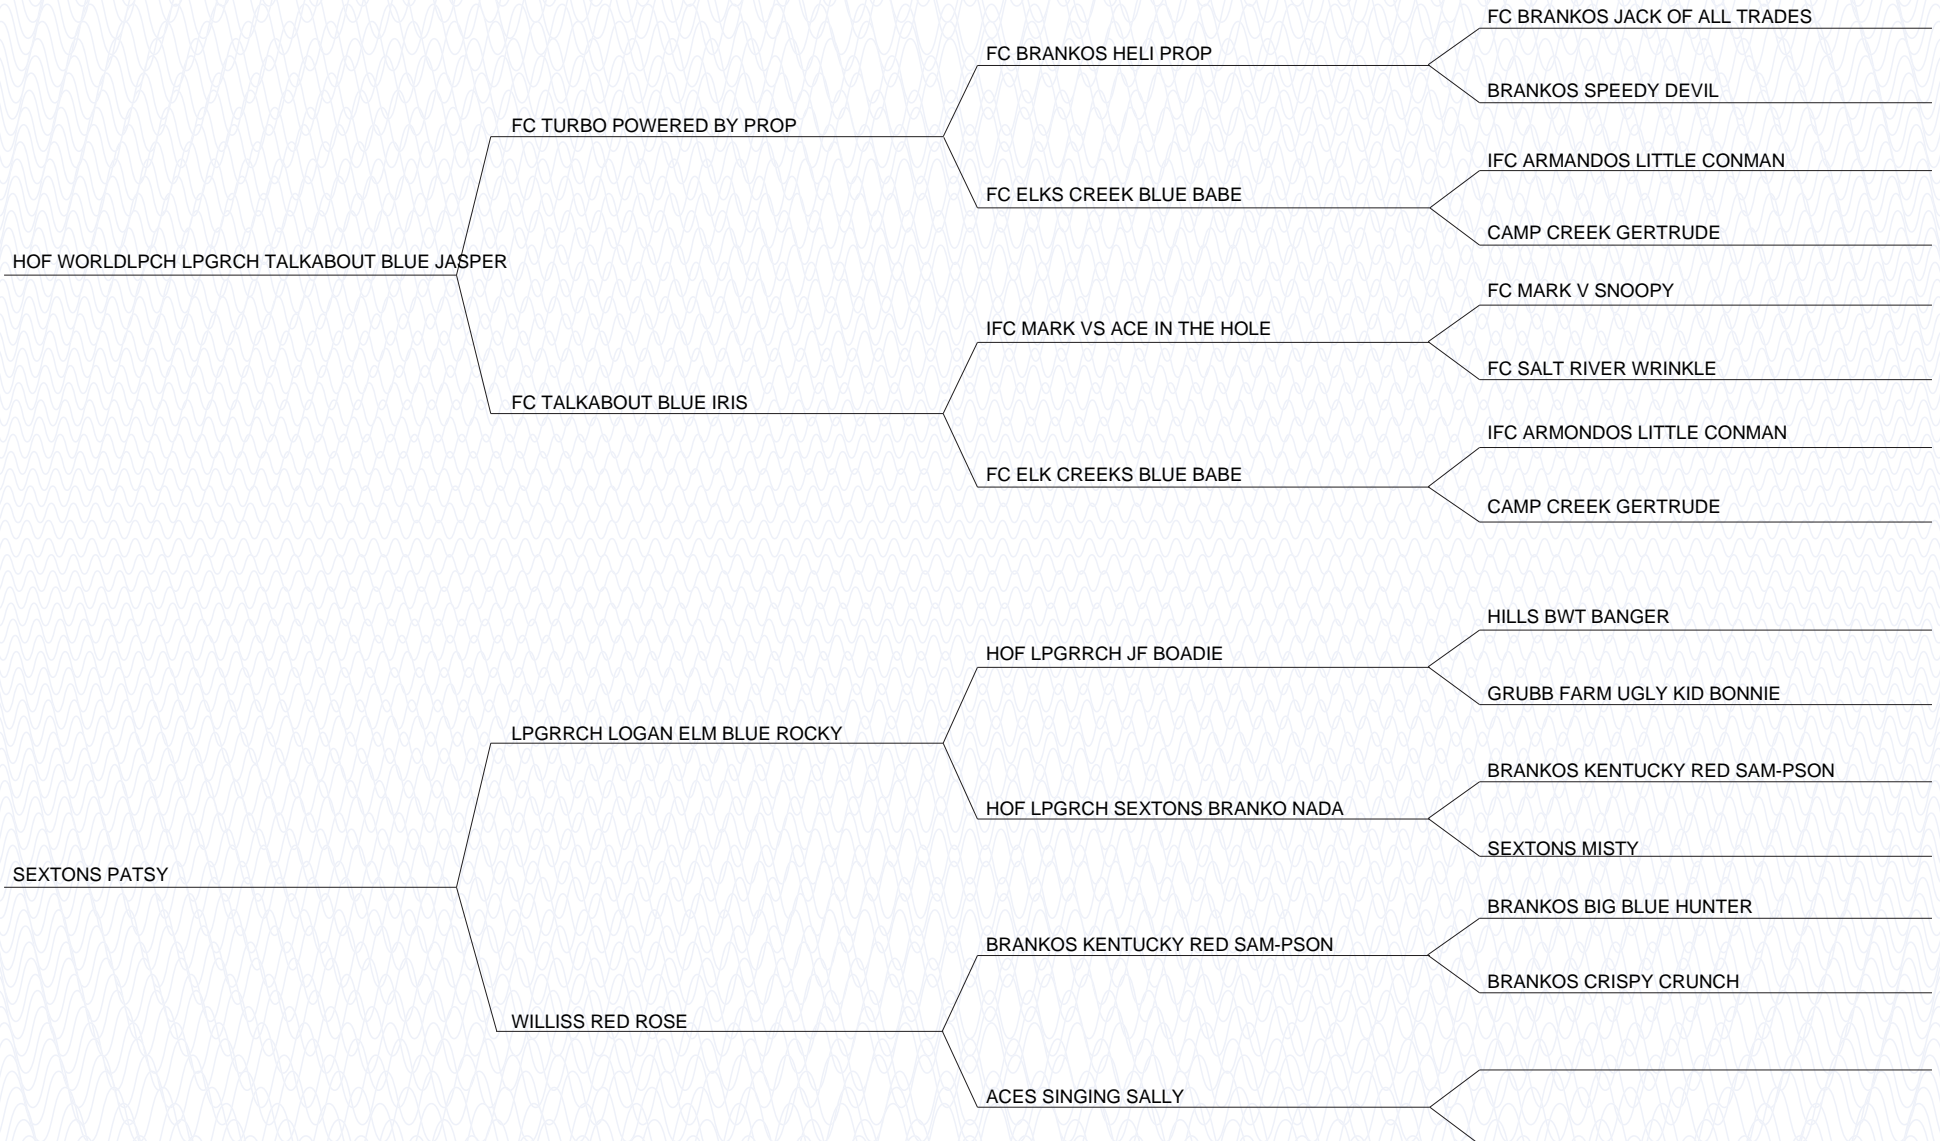 FC BRANKOS JACK OF ALL TRADES
FC BRANKOS HELI PROP
BRANKOS SPEEDY DEVIL
FC TURBO POWERED BY PROP
IFC ARMANDOS LITTLE CONMAN
FC ELKS CREEK BLUE BABE
CAMP CREEK GERTRUDE
HOF WORLDLPCH LPGRCH TALKABOUT BLUE JASPER
FC MARK V SNOOPY
IFC MARK VS ACE IN THE HOLE
FC SALT RIVER WRINKLE
FC TALKABOUT BLUE IRIS
IFC ARMONDOS LITTLE CONMAN
FC ELK CREEKS BLUE BABE
CAMP CREEK GERTRUDE
HILLS BWT BANGER
HOF LPGRRCH JF BOADIE
GRUBB FARM UGLY KID BONNIE
LPGRRCH LOGAN ELM BLUE ROCKY
BRANKOS KENTUCKY RED SAM-PSON
HOF LPGRCH SEXTONS BRANKO NADA
SEXTONS MISTY
SEXTONS PATSY
BRANKOS BIG BLUE HUNTER
BRANKOS KENTUCKY RED SAM-PSON
BRANKOS CRISPY CRUNCH
WILLISS RED ROSE
ACES SINGING SALLY